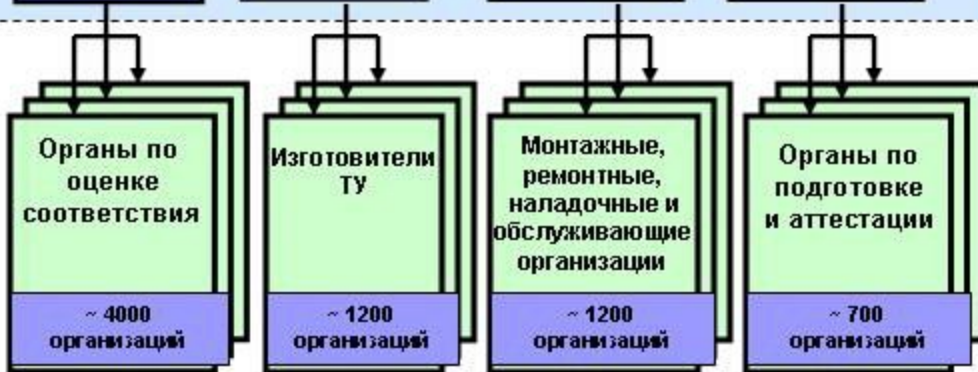 Органы по
оценке
соответствия
~ 4000
организаций
Изготовители
ТУ
~ 1200
организаций
Монтажные,
ремонтные,
наладочные и
обслуживающие
организации
~ 1200
организаций
Органы по
подготовке
и аттестации
~ 700
организаций